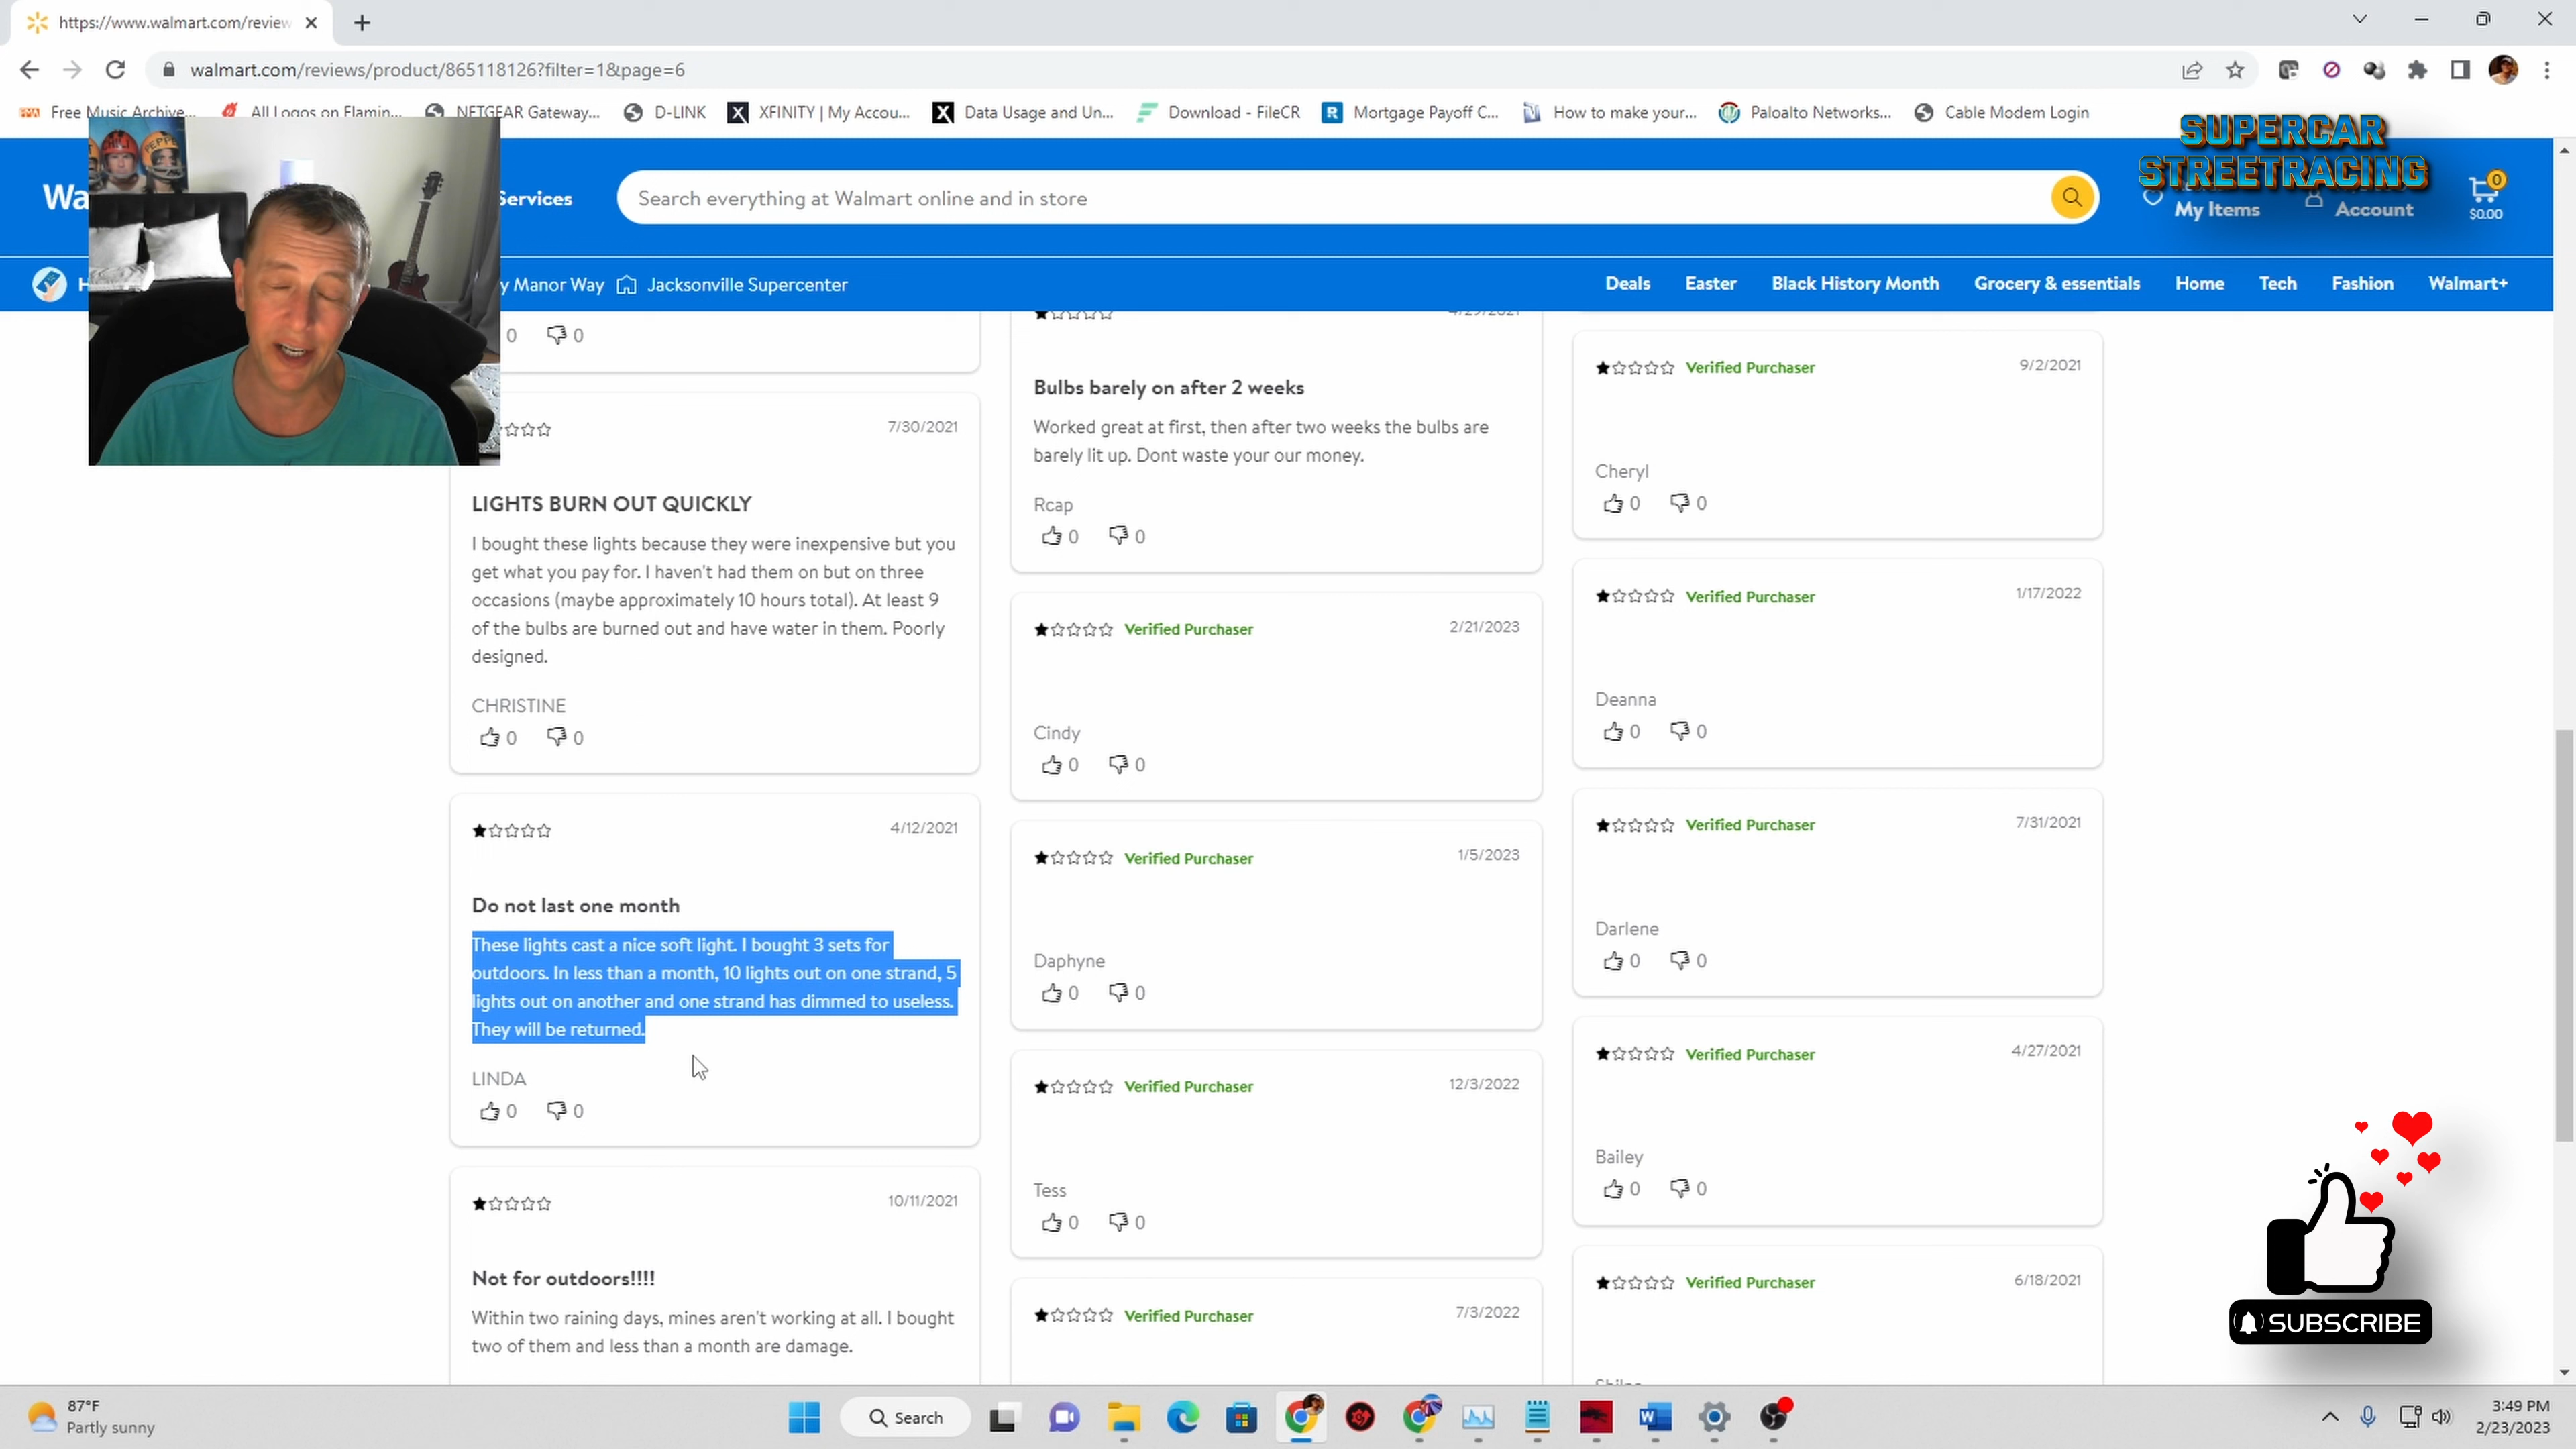 https://www.walmart.com/review
walmart.com/reviews/product/865118126?filter=1&page=6
Free Music Archive...
All Logos on Flamin...
NETGEAR Gateway...
D-LINK
XFINITY | My Accou...
Data Usage and Un...
Download - FileCR
Mortgage Payoff C...
How to make your...
Paloalto Networks...
Cable Modem Login
SUPERCAR
STREETRACING
Wa
Services
Search everything at Walmart online and in store
My Items
Account
0
$0.00
H
y Manor Way
Jacksonville Supercenter
Deals
Easter
Black History Month
Grocery & essentials
Home
Tech
Fashion
Walmart+
0 0
7/30/2021
LIGHTS BURN OUT QUICKLY
I bought these lights because they were inexpensive but you
get what you pay for. I haven't had them on but on three
occasions (maybe approximately 10 hours total). At least 9
of the bulbs are burned out and have water in them. Poorly
designed.
CHRISTINE
0 0
4/12/2021
Do not last one month
These lights cast a nice soft light. I bought 3 sets for
outdoors. In less than a month, 10 lights out on one strand, 5
lights out on another and one strand has dimmed to useless.
They will be returned.
LINDA
0 0
10/11/2021
Not for outdoors!!!!
Within two raining days, mines aren't working at all. I bought
two of them and less than a month are damage.
4/29/2021
Bulbs barely on after 2 weeks
Worked great at first, then after two weeks the bulbs are
barely lit up. Dont waste your our money.
Rcap
0 0
Verified Purchaser 2/21/2023
Cindy
0 0
Verified Purchaser 1/5/2023
Daphyne
0 0
Verified Purchaser 12/3/2022
Tess
0 0
Verified Purchaser 7/3/2022
Verified Purchaser 9/2/2021
Cheryl
0 0
Verified Purchaser 1/17/2022
Deanna
0 0
Verified Purchaser 7/31/2021
Darlene
0 0
Verified Purchaser 4/27/2021
Bailey
0 0
Verified Purchaser 6/18/2021
SUBSCRIBE
87°F
Partly sunny
Search
3:49 PM
2/23/2023